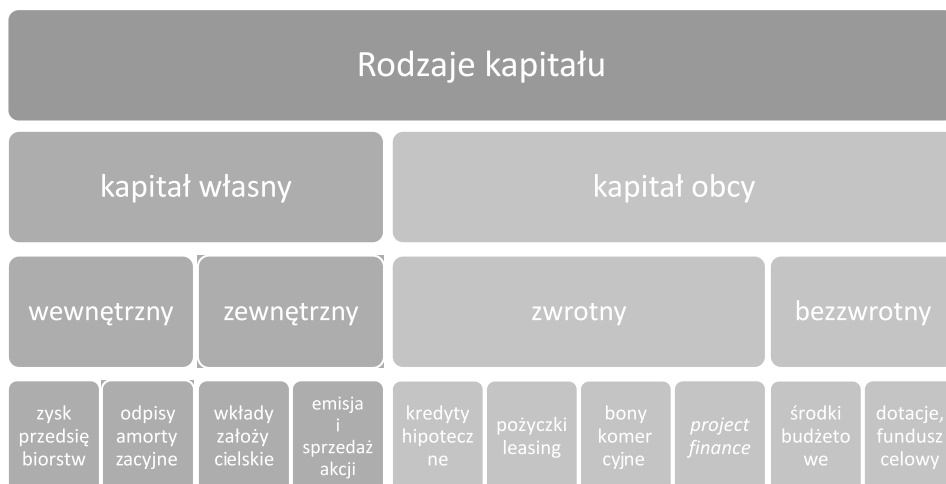 Rodzaje kapitału
kapitał własny
kapitał obcy
wewnętrzny
zewnętrzny
zwrotny
bezzwrotny
zysk
przedsię
biorstw
odpisy
amorty
zacyjne
wkłady
założy
cielskie
emisja
i
sprzedaż
akcji
kredyty
hipotecz
ne
pożyczki
leasing
bony
komer
cyjne
project
finance
środki
budżeto
we
dotacje,
fundusz
celowy